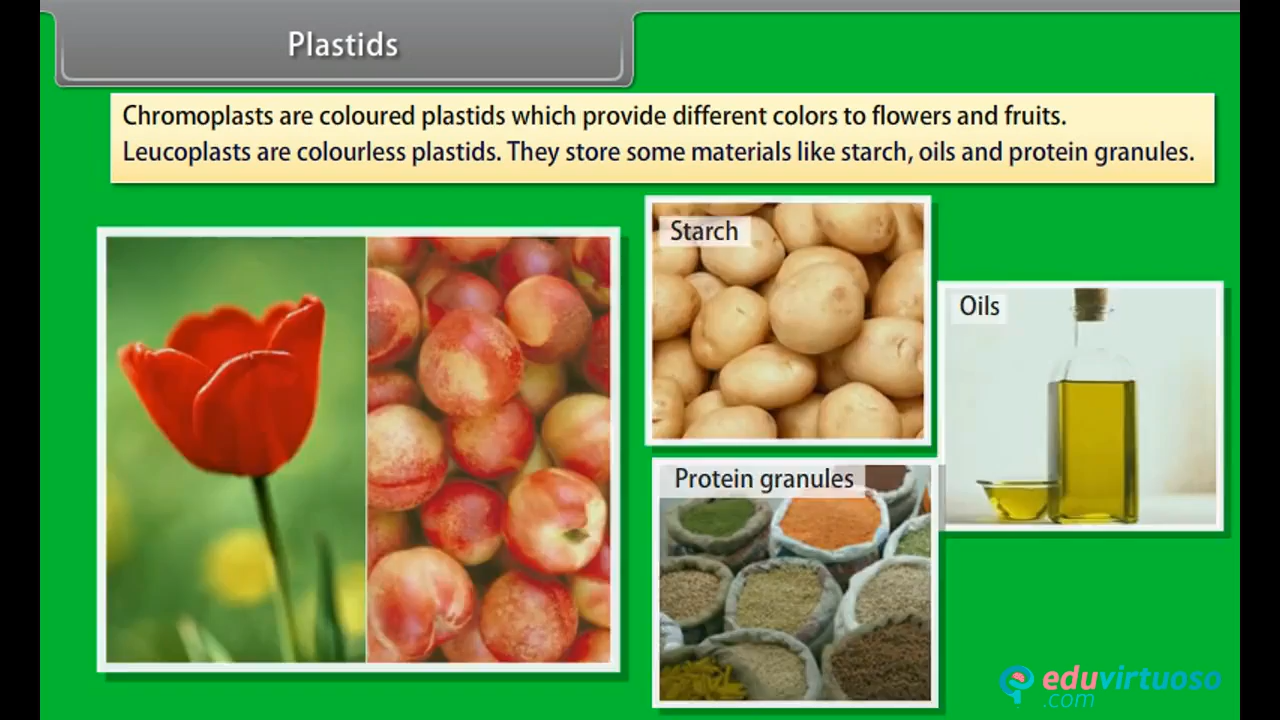 Plastids
Chromoplasts are coloured plastids which provide different colors to flowers and fruits.
Leucoplasts are colourless plastids. They store some materials like starch, oils and protein granules.
Starch
Oils
Protein granules
eduvirtuoso
.com